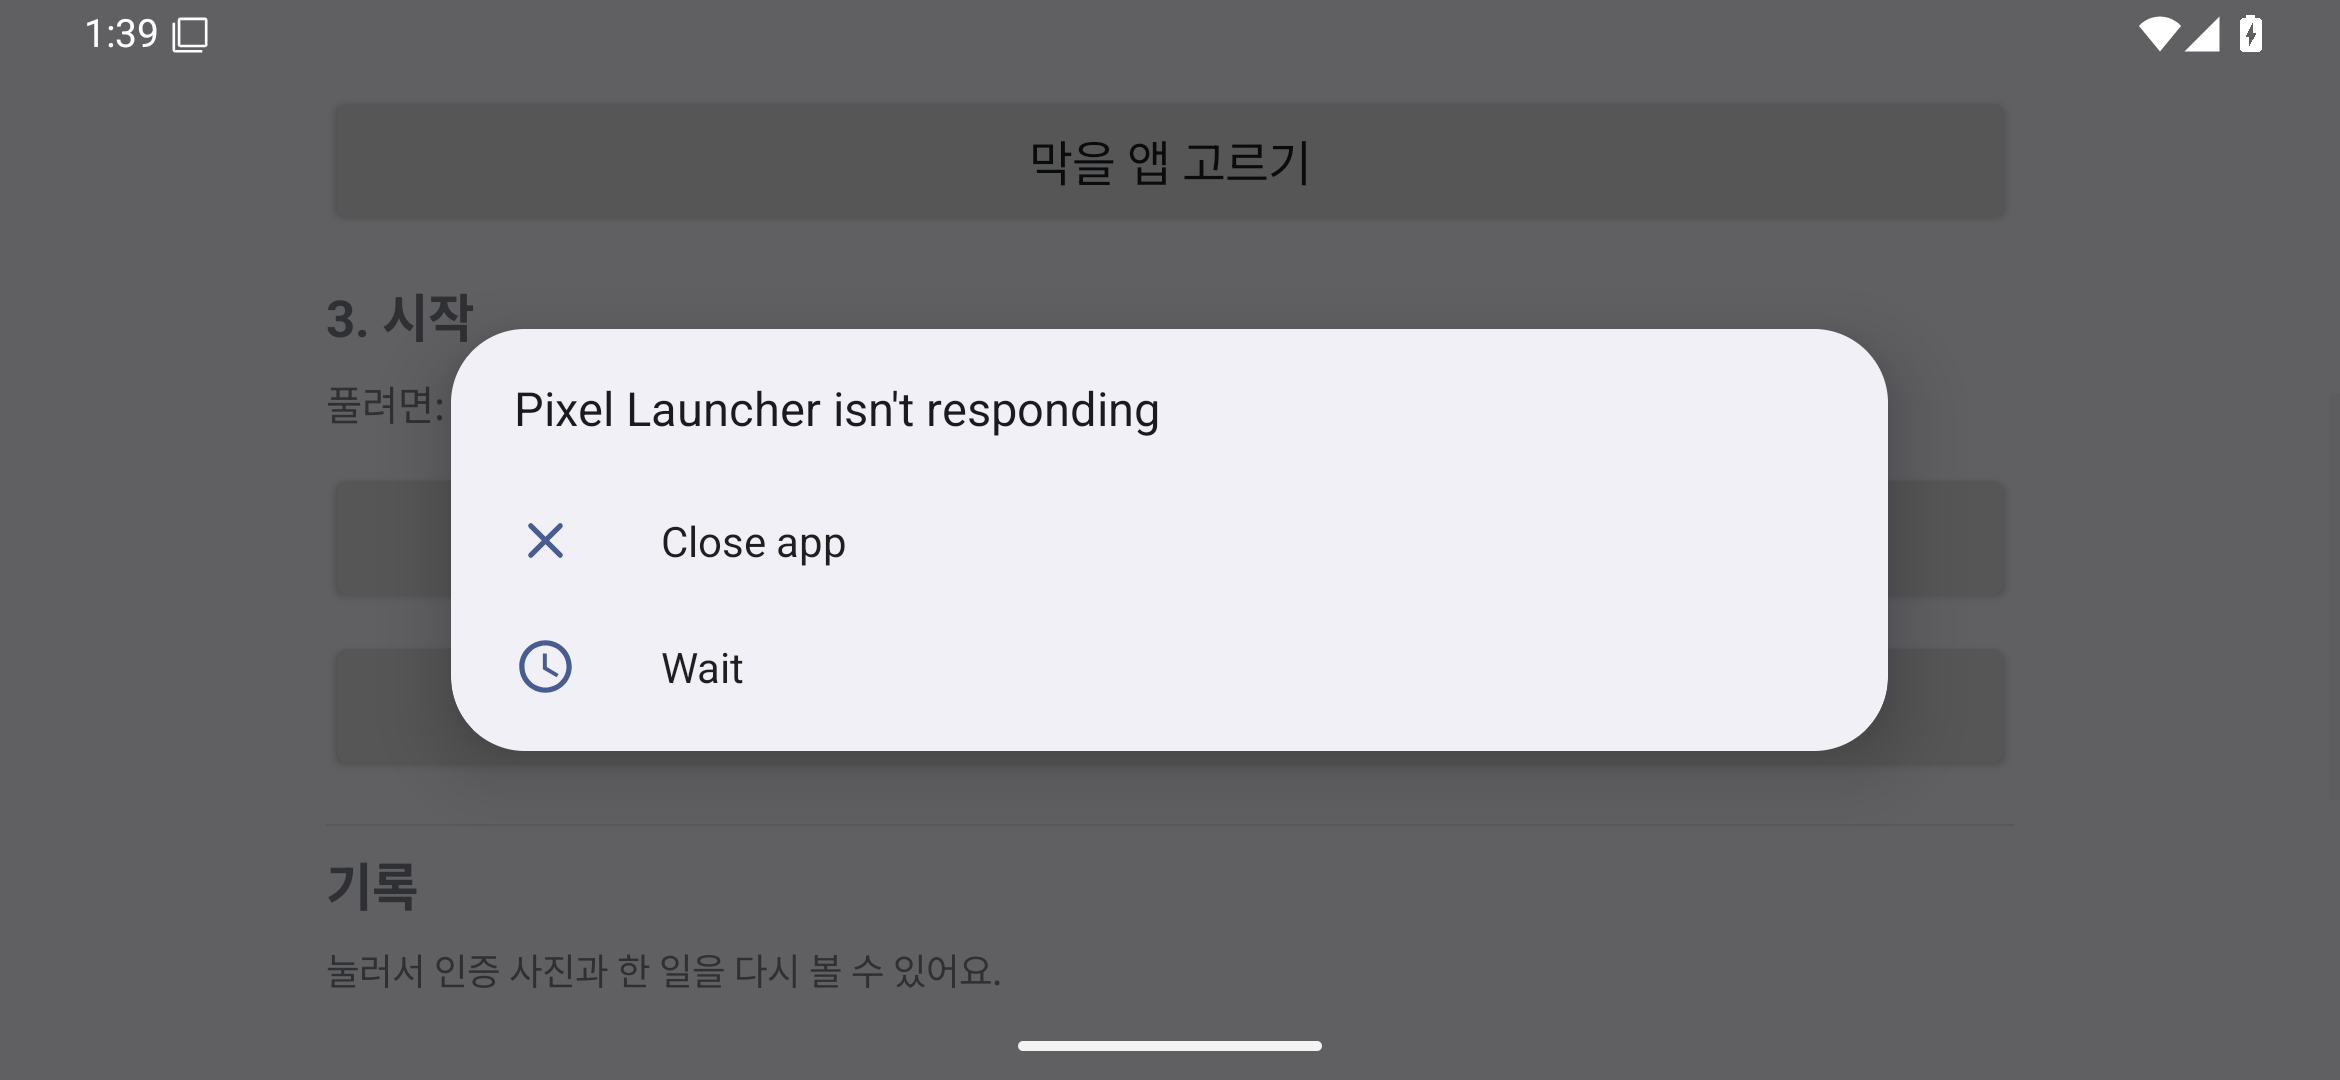 1:39
막을 앱 고르기
3. 시작
풀려면:
Pixel Launcher isn't responding
Close app
Wait
기록
눌러서 인증 사진과 한 일을 다시 볼 수 있어요.